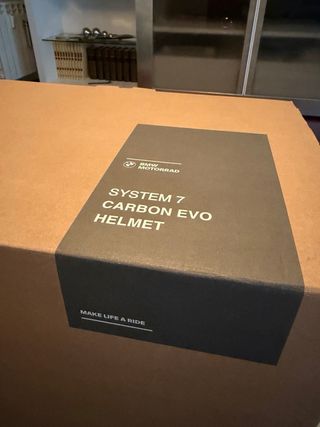 BMW
MOTORRAD
SYSTEM 7
CARBON EVO
HELMET
MAKE LIFE A RIDE